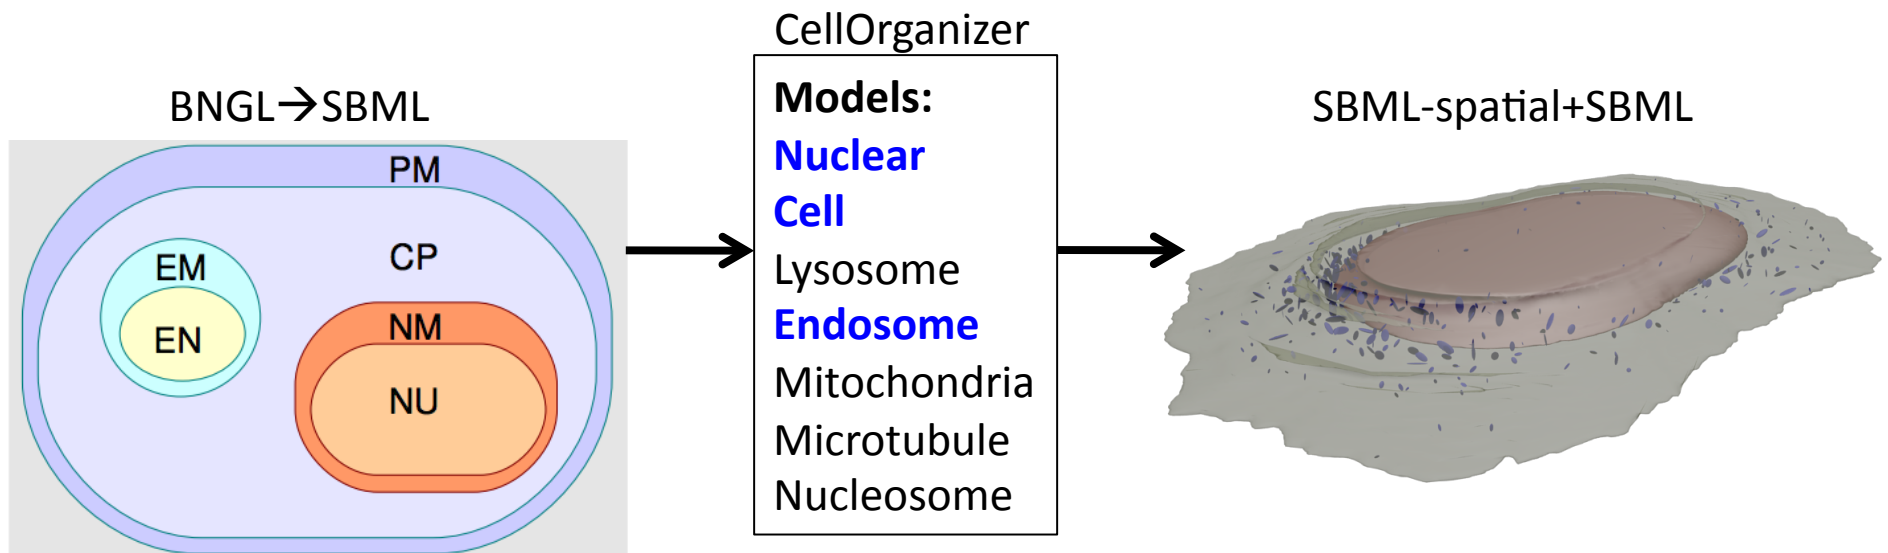 BNGL→SBML
PM
CP
EM
EN
NM
NU
CellOrganizer
Models:
Nuclear
Cell
Lysosome
Endosome
Mitochondria
Microtubule
Nucleosome
SBML-spatial+SBML